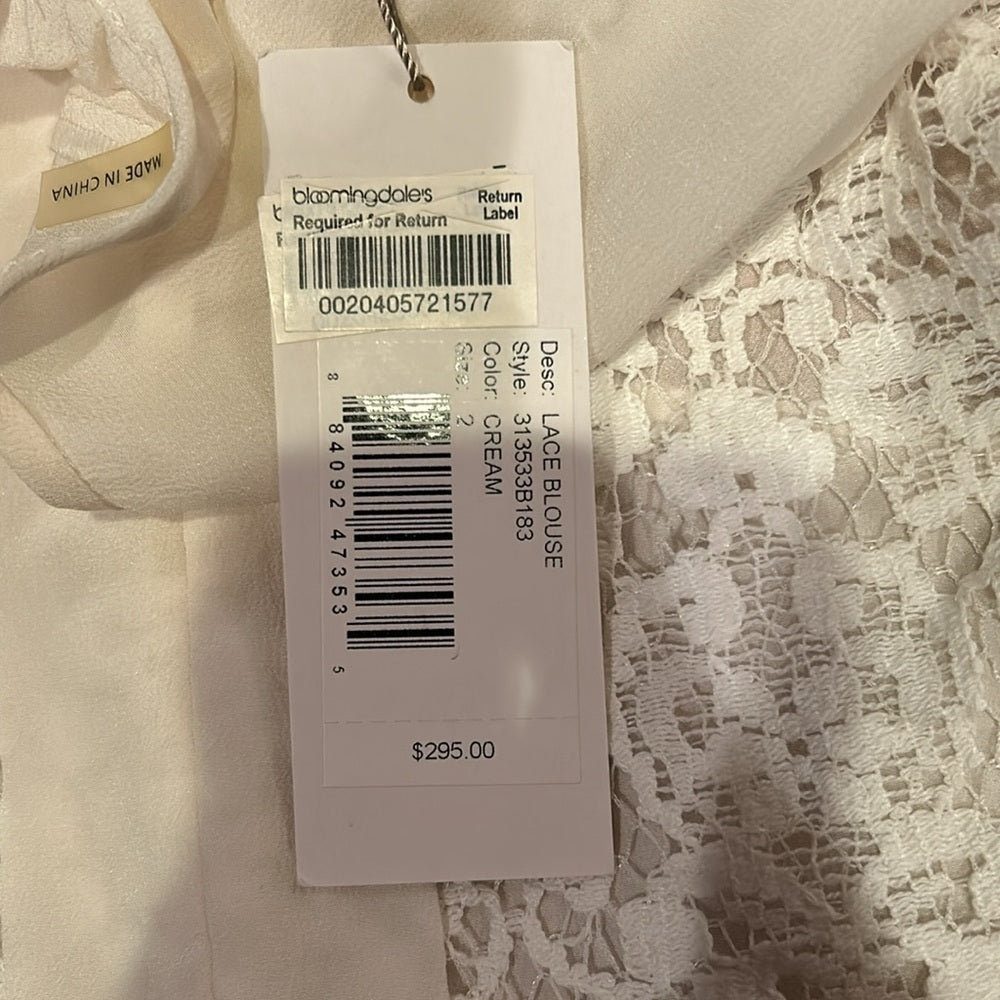 MADE IN CHINA
bloomingdale's
Return
Label
Required for Return
0020405721577
Desc: LACE BLOUSE
Style: 313533B183
Color: CREAM
Size: 2
8 84092 47353 5
$295.00